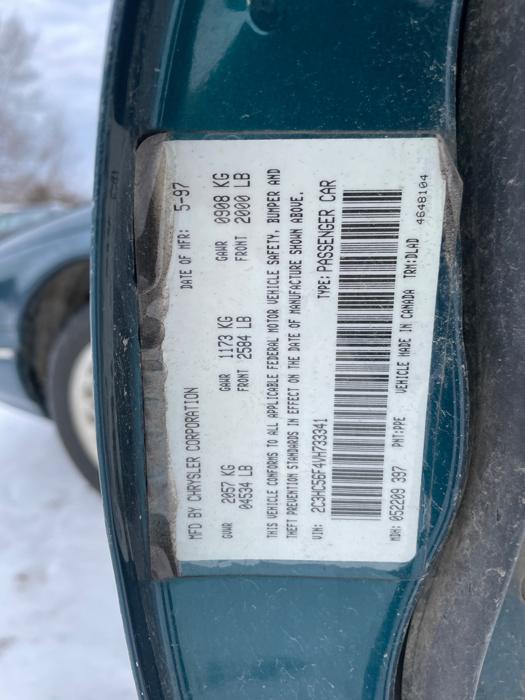 MFD BY CHRYSLER CORPORATION DATE OF MFR: 5-97
GVWR 2057 KG GAWR 1173 KG GAWR 0908 KG
04534 LB FRONT 2584 LB FRONT 2000 LB
THIS VEHICLE CONFORMS TO ALL APPLICABLE FEDERAL MOTOR VEHICLE SAFETY, BUMPER AND
THEFT PREVENTION STANDARDS IN EFFECT ON THE DATE OF MANUFACTURE SHOWN ABOVE.
VIN: 2C3HC56F4VH733341 TYPE: PASSENGER CAR
MDH: 052209 397 PNT:PPE VEHICLE MADE IN CANADA TRM:DLAD
4648104